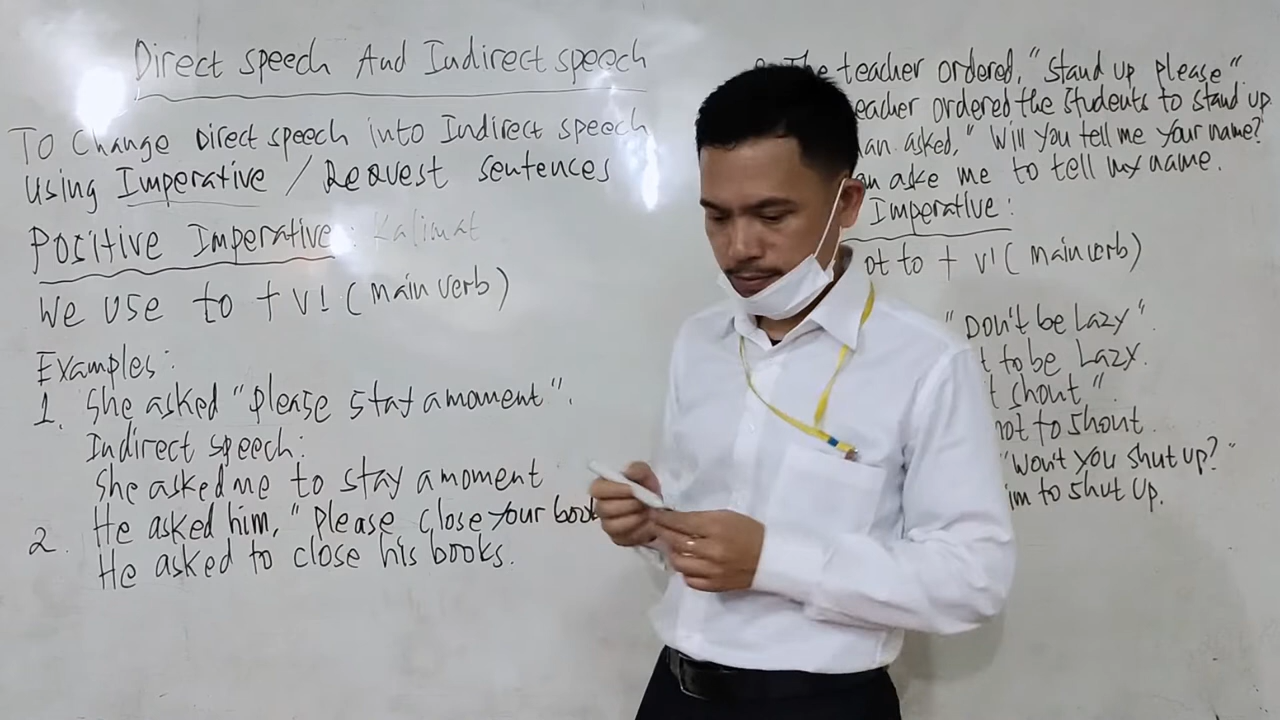 Direct speech And Indirect speech
To Change Direct speech into Indirect speech
Using Imperative / Request sentences
Positive Imperative : Kalimat
We use to + V1 (main verb)
Examples:
1. She asked "please stay a moment".
Indirect speech:
She asked me to stay a moment
2. He asked him, "please close your book
He asked to close his books.
The teacher ordered, "stand up please".
eacher ordered the students to stand up
an asked, "Will you tell me your name?
an aske me to tell my name.
Imperative:
ot to + V1 (main verb)
"Don't be Lazy".
t to be Lazy.
t shout".
not to shout.
"Won't you shut up?"
im to shut up.